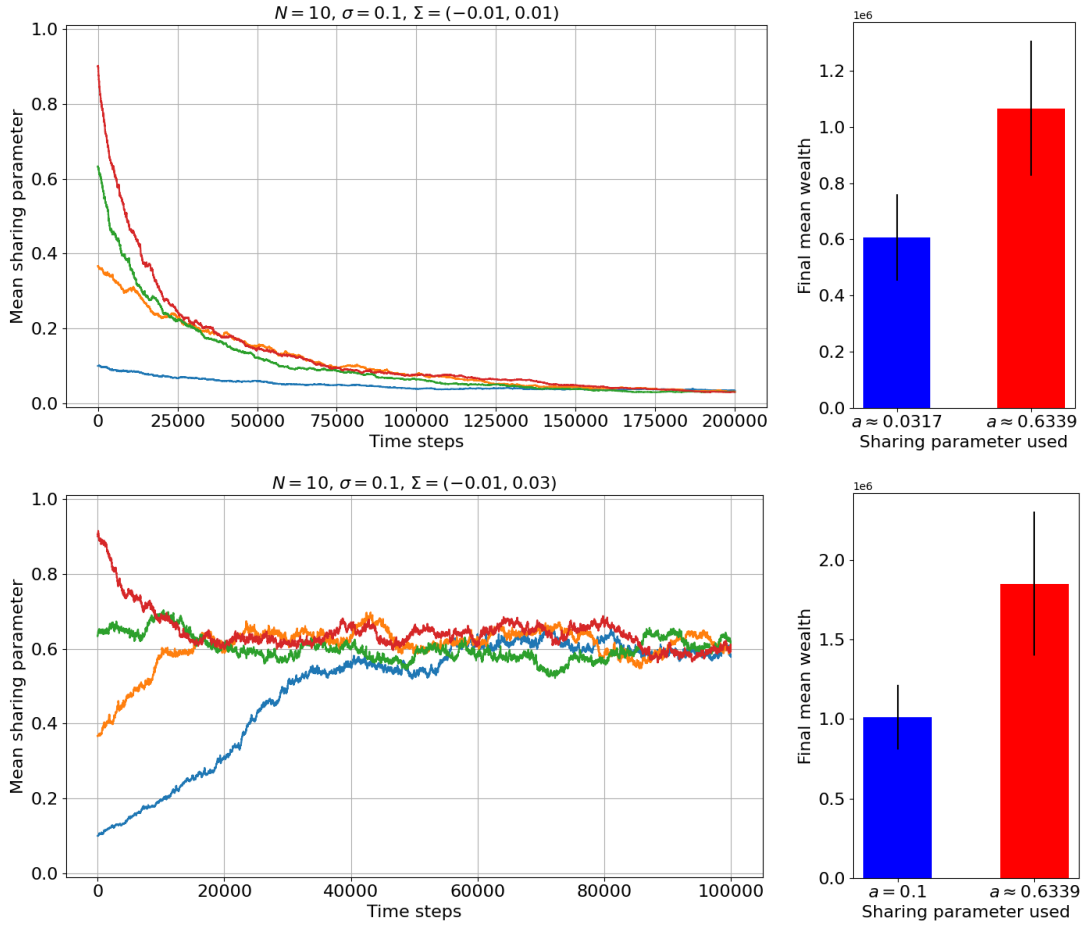 N = 10, σ = 0.1, Σ = (−0.01, 0.01)
1.0
0.8
0.6
0.4
0.2
0.0
Mean sharing parameter
0 25000 50000 75000 100000 125000 150000 175000 200000
Time steps
1e6
1.2
1.0
0.8
0.6
0.4
0.2
0.0
Final mean wealth
a ≈ 0.0317 a ≈ 0.6339
Sharing parameter used
N = 10, σ = 0.1, Σ = (−0.01, 0.03)
1.0
0.8
0.6
0.4
0.2
0.0
Mean sharing parameter
0 20000 40000 60000 80000 100000
Time steps
1e6
2.0
1.5
1.0
0.5
0.0
Final mean wealth
a = 0.1 a ≈ 0.6339
Sharing parameter used